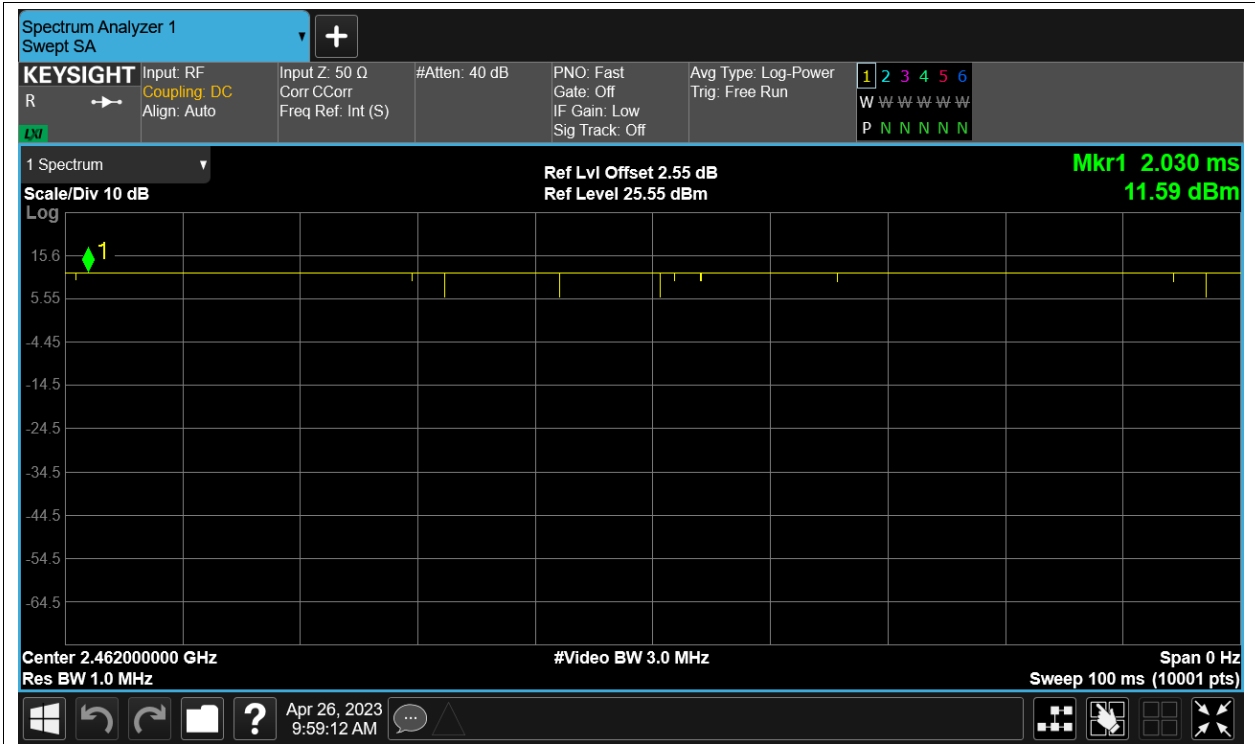 Spectrum Analyzer 1
Swept SA
+
KEYSIGHT
R
LXI
Input: RF
Coupling: DC
Align: Auto
Input Z: 50 Ω
Corr CCorr
Freq Ref: Int (S)
#Atten: 40 dB
PNO: Fast
Gate: Off
IF Gain: Low
Sig Track: Off
Avg Type: Log-Power
Trig: Free Run
1 2 3 4 5 6
W W W W W W
P N N N N N
1 Spectrum
Scale/Div 10 dB
Log
Ref Lvl Offset 2.55 dB
Ref Level 25.55 dBm
Mkr1 2.030 ms
11.59 dBm
1
15.6
5.55
-4.45
-14.5
-24.5
-34.5
-44.5
-54.5
-64.5
Center 2.462000000 GHz
#Video BW 3.0 MHz
Span 0 Hz
Res BW 1.0 MHz
Sweep 100 ms (10001 pts)
?
Apr 26, 2023
9:59:12 AM